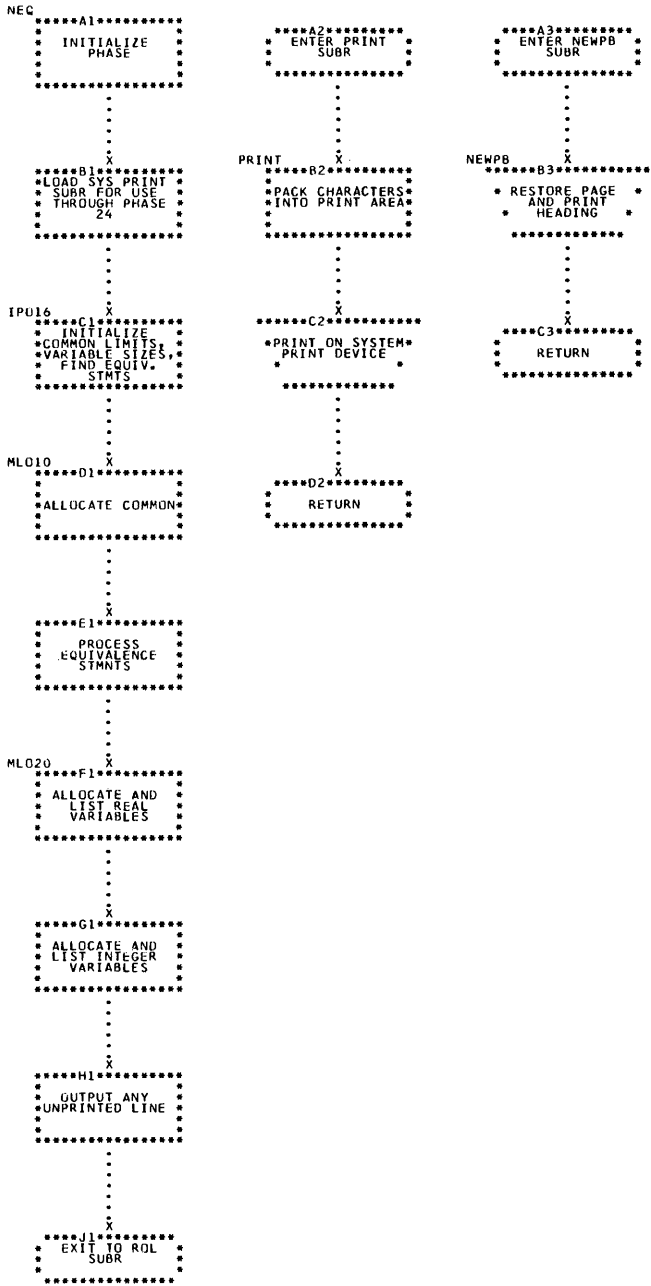 NEQ
A1
INITIALIZE
PHASE
B1
LOAD SYS PRINT
SUBR FOR USE
THROUGH PHASE
24
IP016
C1
INITIALIZE
COMMON LIMITS,
VARIABLE SIZES,
FIND EQUIV.
STMTS
ML010
D1
ALLOCATE COMMON
E1
PROCESS
EQUIVALENCE
STMNTS
ML020
F1
ALLOCATE AND
LIST REAL
VARIABLES
G1
ALLOCATE AND
LIST INTEGER
VARIABLES
H1
OUTPUT ANY
UNPRINTED LINE
J1
EXIT TO ROL
SUBR
A2
ENTER PRINT
SUBR
PRINT
B2
PACK CHARACTERS
INTO PRINT AREA
C2
PRINT ON SYSTEM
PRINT DEVICE
D2
RETURN
A3
ENTER NEWPB
SUBR
NEWPB
B3
RESTORE PAGE
AND PRINT
HEADING
C3
RETURN